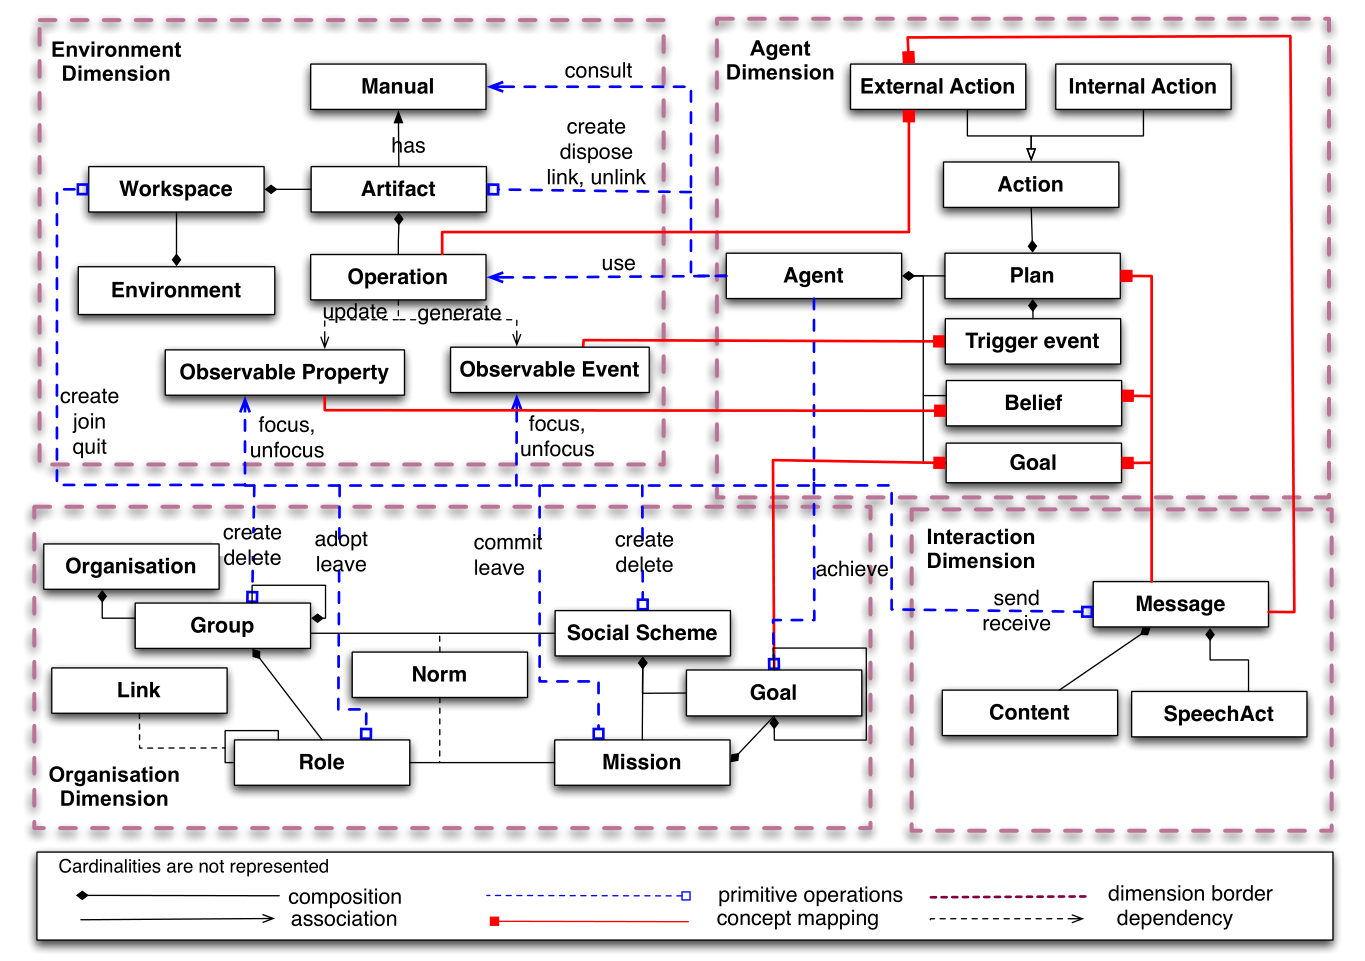 Environment
Dimension
Manual
consult
has
create
dispose
link, unlink
Workspace
Artifact
Environment
Operation
use
update
generate
Observable Property
Observable Event
create
join
quit
focus,
unfocus
focus,
unfocus
Agent
Dimension
External Action
Internal Action
Action
Agent
Plan
Trigger event
Belief
Goal
Organisation
create
delete
adopt
leave
commit
leave
create
delete
achieve
Group
Social Scheme
Norm
Link
Goal
Role
Mission
Organisation
Dimension
Interaction
Dimension
send
receive
Message
Content
SpeechAct
Cardinalities are not represented
composition
association
primitive operations
concept mapping
dimension border
dependency